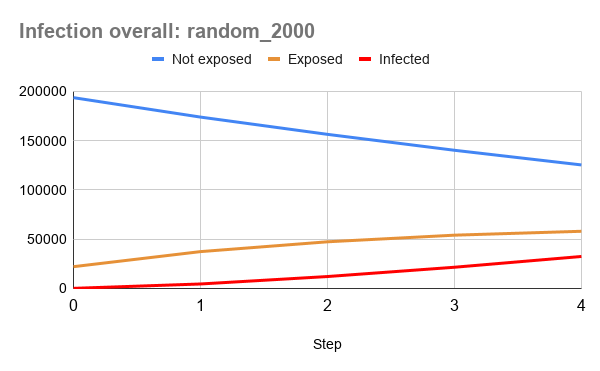 Infection overall: random_2000
Not exposed Exposed Infected
200000
150000
100000
50000
0
0 1 2 3 4
Step